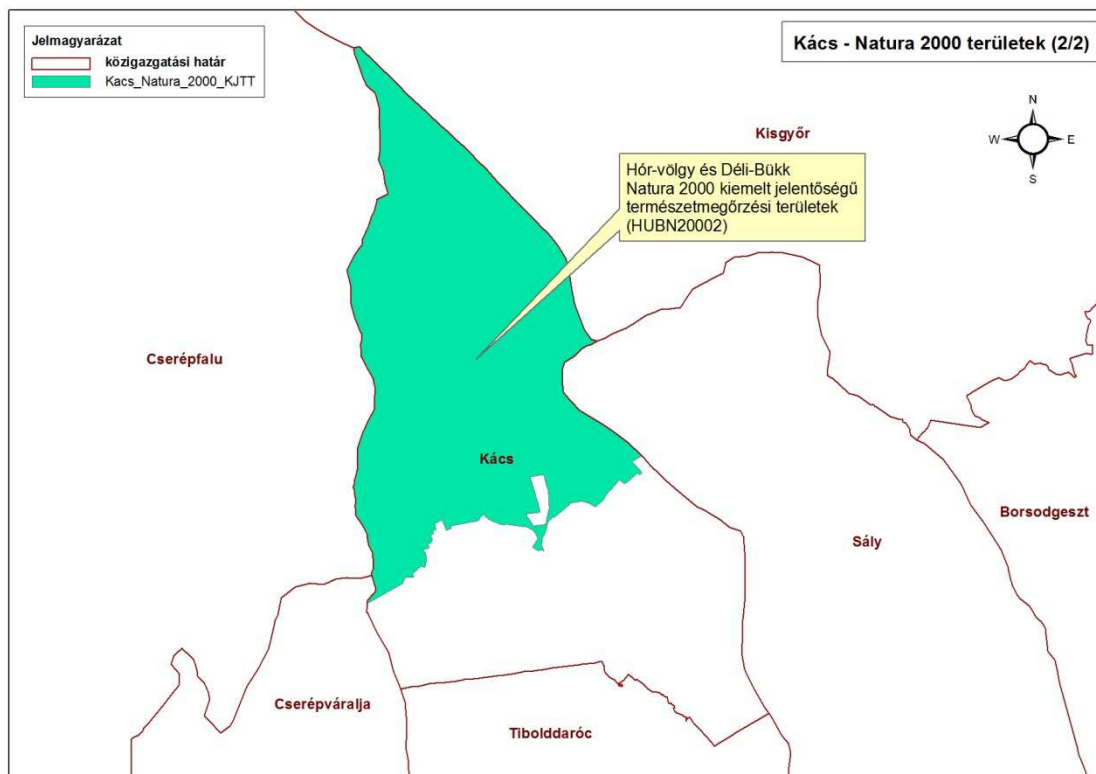 Jelmagyarázat
közigazgatási határ
Kacs_Natura_2000_KJTT
Kács - Natura 2000 területek (2/2)
N
W
E
S
Kisgyőr
Hór-völgy és Déli-Bükk
Natura 2000 kiemelt jelentőségű
természetmegőrzési területek
(HUBN20002)
Cserépfalu
Kács
Borsodgeszt
Sály
Cserépváralja
Tibolddaróc